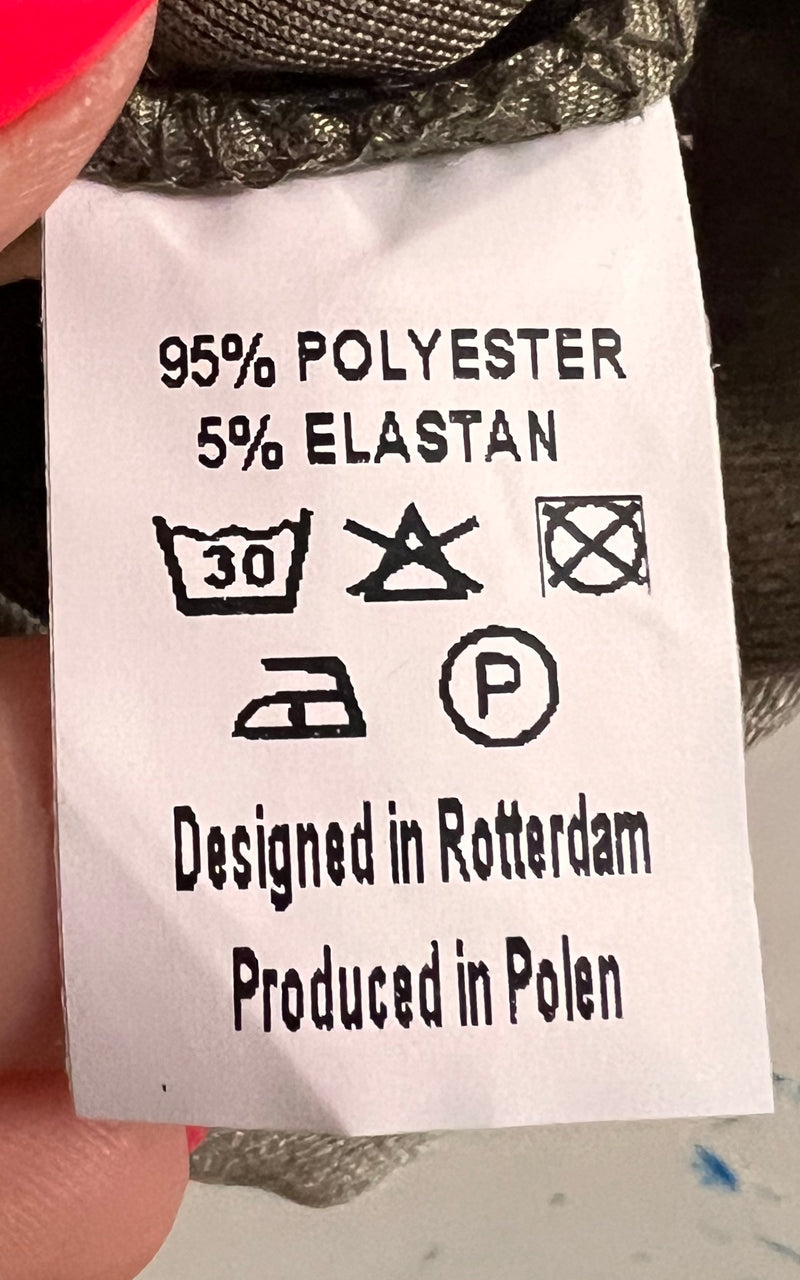 95% POLYESTER
5% ELASTAN
30
P
Designed in Rotterdam
Produced in Polen